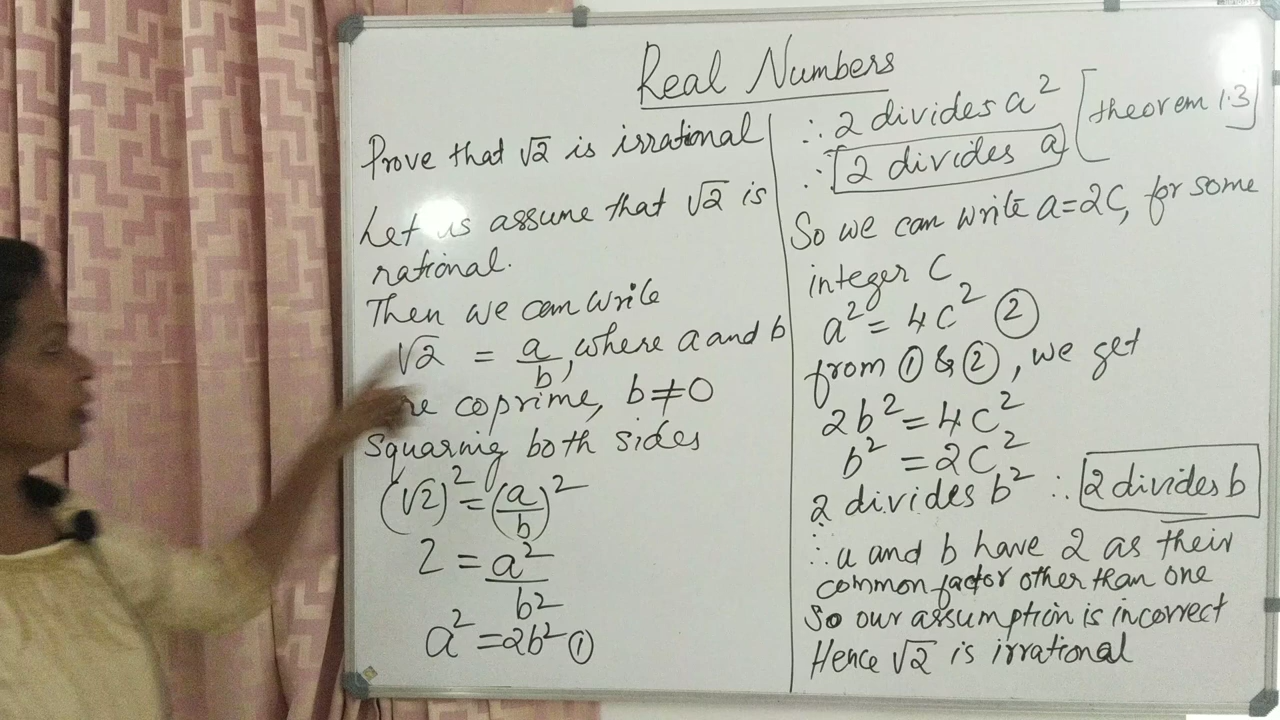 Real Numbers
Prove that √2 is irrational
Let us assume that √2 is
rational.
Then we can write
√2 = a/b, where a and b
are coprime, b ≠ 0
Squaring both sides
(√2)² = (a/b)²
2 = a²/b²
a² = 2b² ①
∴ 2 divides a² [theorem 1.3]
∴ 2 divides a
So we can write a=2C, for some
integer C
a² = 4C² ②
from ① & ②, we get
2b² = 4C²
b² = 2C²
2 divides b² ∴ 2 divides b
∴ a and b have 2 as their
common factor other than one
So our assumption is incorrect
Hence √2 is irrational